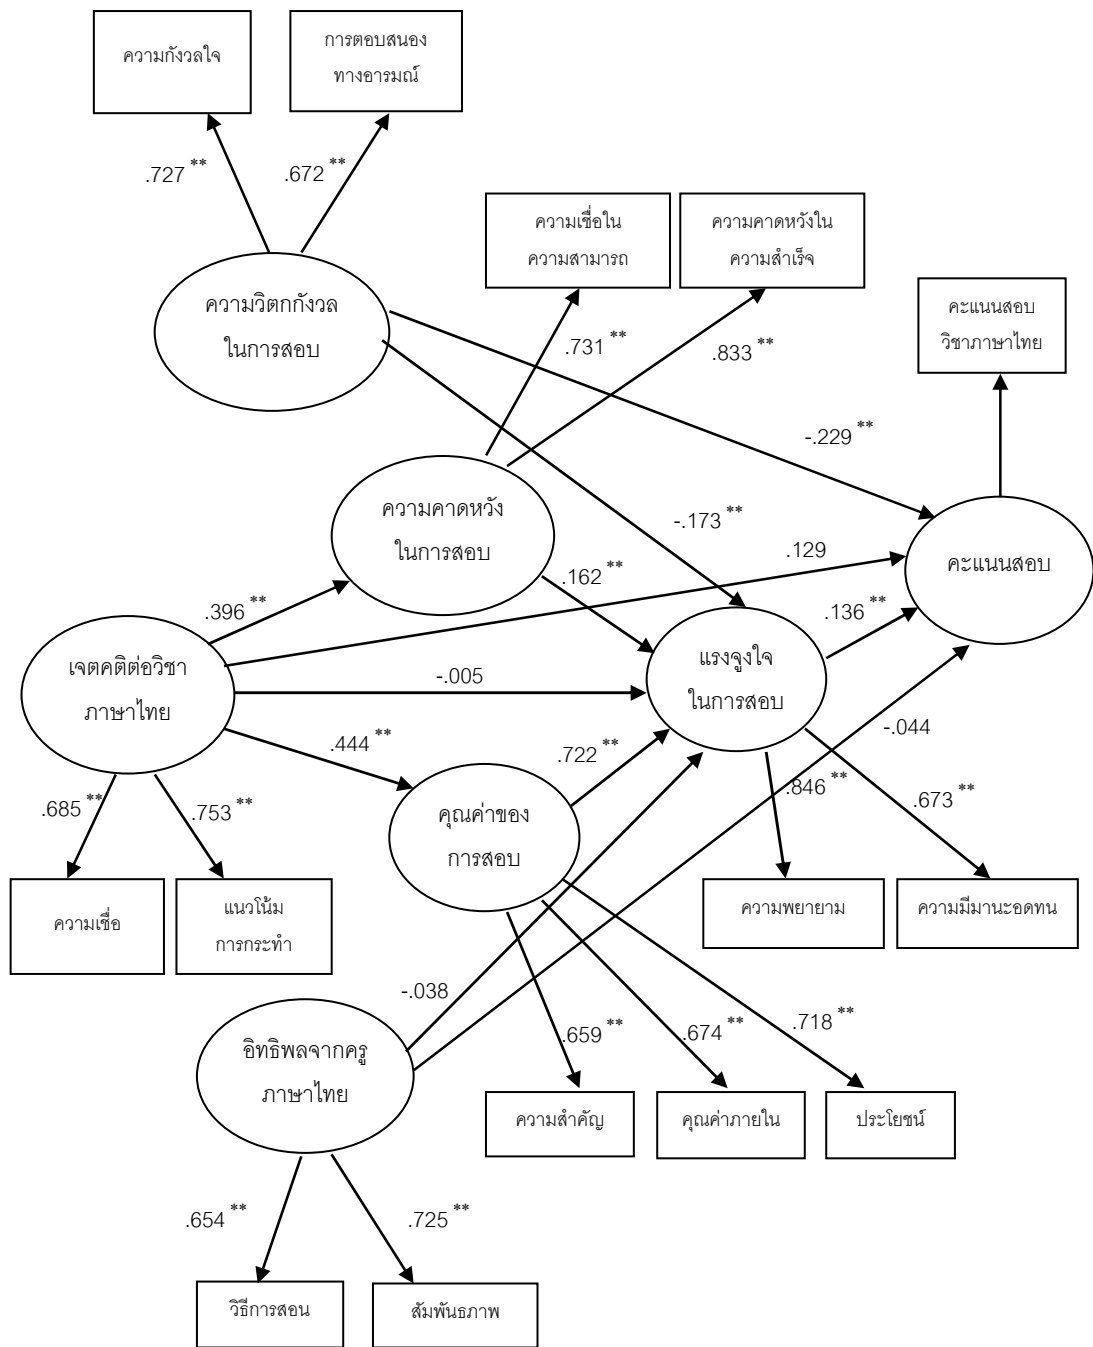 ความกังวลใจ
การตอบสนอง
ทางอารมณ์
.727 **
.672 **
ความเชื่อใน
ความสามารถ
ความคาดหวังใน
ความสำเร็จ
ความวิตกกังวล
ในการสอบ
คะแนนสอบ
วิชาภาษาไทย
.731 **
.833 **
-.229 **
ความคาดหวัง
ในการสอบ
-.173 **
.129
คะแนนสอบ
.162 **
.396 **
.136 **
เจตคติต่อวิชา
ภาษาไทย
-.005
แรงจูงใจ
ในการสอบ
.444 **
.722 **
-.044
.685 **
.753 **
คุณค่าของ
การสอบ
.846 **
.673 **
ความเชื่อ
แนวโน้ม
การกระทำ
ความพยายาม
ความมีมานะอดทน
-.038
.659 **
.674 **
.718 **
อิทธิพลจากครู
ภาษาไทย
ความสำคัญ
คุณค่าภายใน
ประโยชน์
.654 **
.725 **
วิธีการสอน
สัมพันธภาพ